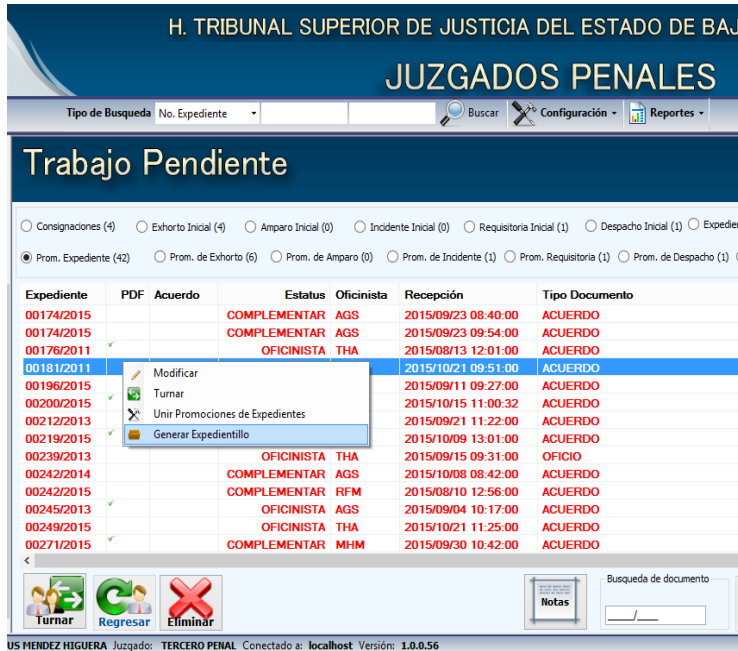 H. TRIBUNAL SUPERIOR DE JUSTICIA DEL ESTADO DE BAJ
JUZGADOS PENALES
Tipo de Busqueda No. Expediente Buscar Configuración Reportes
Trabajo Pendiente
Consignaciones (4) Exhorto Inicial (4) Amparo Inicial (0) Incidente Inicial (0) Requisitoria Inicial (1) Despacho Inicial (1) Expedie
Prom. Expediente (42) Prom. de Exhorto (6) Prom. de Amparo (0) Prom. de Incidente (1) Prom. Requisitoria (1) Prom. de Despacho (1)
Expediente PDF Acuerdo Estatus Oficinista Recepción Tipo Documento
00174/2015 COMPLEMENTAR AGS 2015/09/23 08:40:00 ACUERDO
00174/2015 COMPLEMENTAR AGS 2015/09/23 09:54:00 ACUERDO
00176/2011 OFICINISTA THA 2015/08/13 12:01:00 ACUERDO
00181/2011 2015/10/21 09:51:00 ACUERDO
00196/2015 2015/09/11 09:27:00 ACUERDO
00200/2015 2015/10/15 11:00:32 ACUERDO
00212/2013 2015/09/21 11:22:00 ACUERDO
00219/2015 2015/10/09 13:01:00 ACUERDO
Modificar
Turnar
Unir Promociones de Expedientes
Generar Expedientillo
00239/2013 OFICINISTA THA 2015/09/15 09:31:00 OFICIO
00242/2014 COMPLEMENTAR AGS 2015/10/08 08:42:00 ACUERDO
00242/2015 COMPLEMENTAR RFM 2015/08/10 12:56:00 ACUERDO
00245/2013 OFICINISTA AGS 2015/09/04 10:17:00 ACUERDO
00249/2015 OFICINISTA THA 2015/10/21 11:25:00 ACUERDO
00271/2015 COMPLEMENTAR MHM 2015/09/30 10:42:00 ACUERDO
Turnar Regresar Eliminar Notas Busqueda de documento
__/___
US MENDEZ HIGUERA Juzgado: TERCERO PENAL Conectado a: localhost Versión: 1.0.0.56